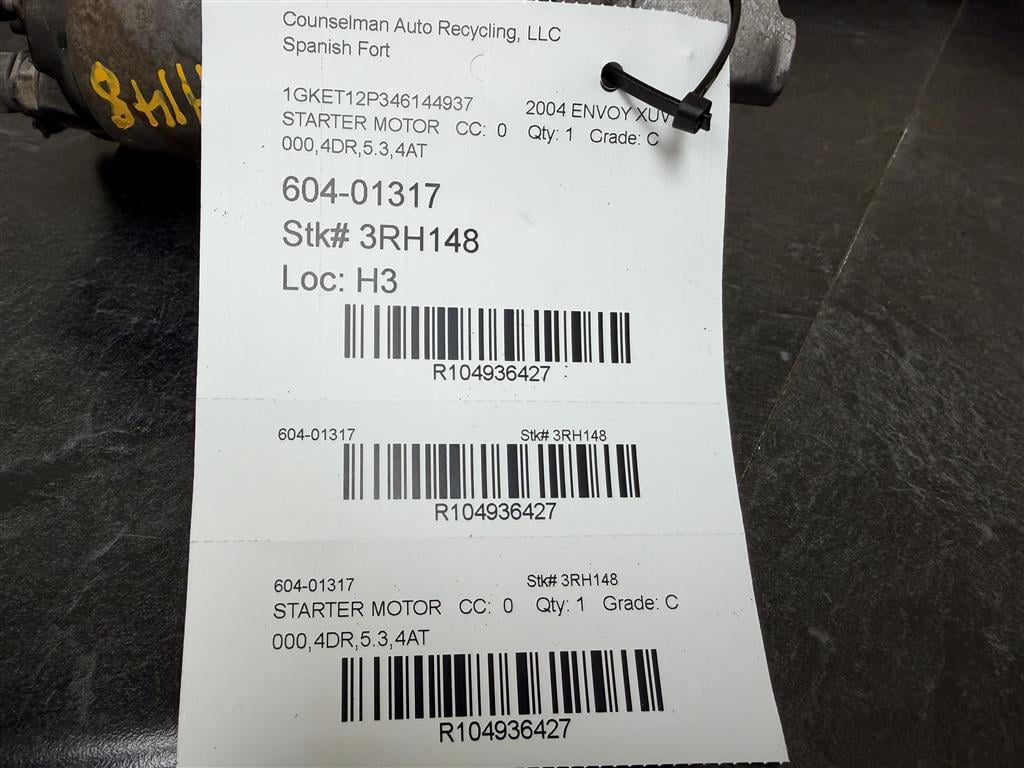 Counselman Auto Recycling, LLC
Spanish Fort
1GKET12P346144937 2004 ENVOY XUV
STARTER MOTOR CC: 0 Qty: 1 Grade: C
000,4DR,5.3,4AT
604-01317
Stk# 3RH148
Loc: H3
R104936427
604-01317 Stk# 3RH148
R104936427
604-01317 Stk# 3RH148
STARTER MOTOR CC: 0 Qty: 1 Grade: C
000,4DR,5.3,4AT
R104936427